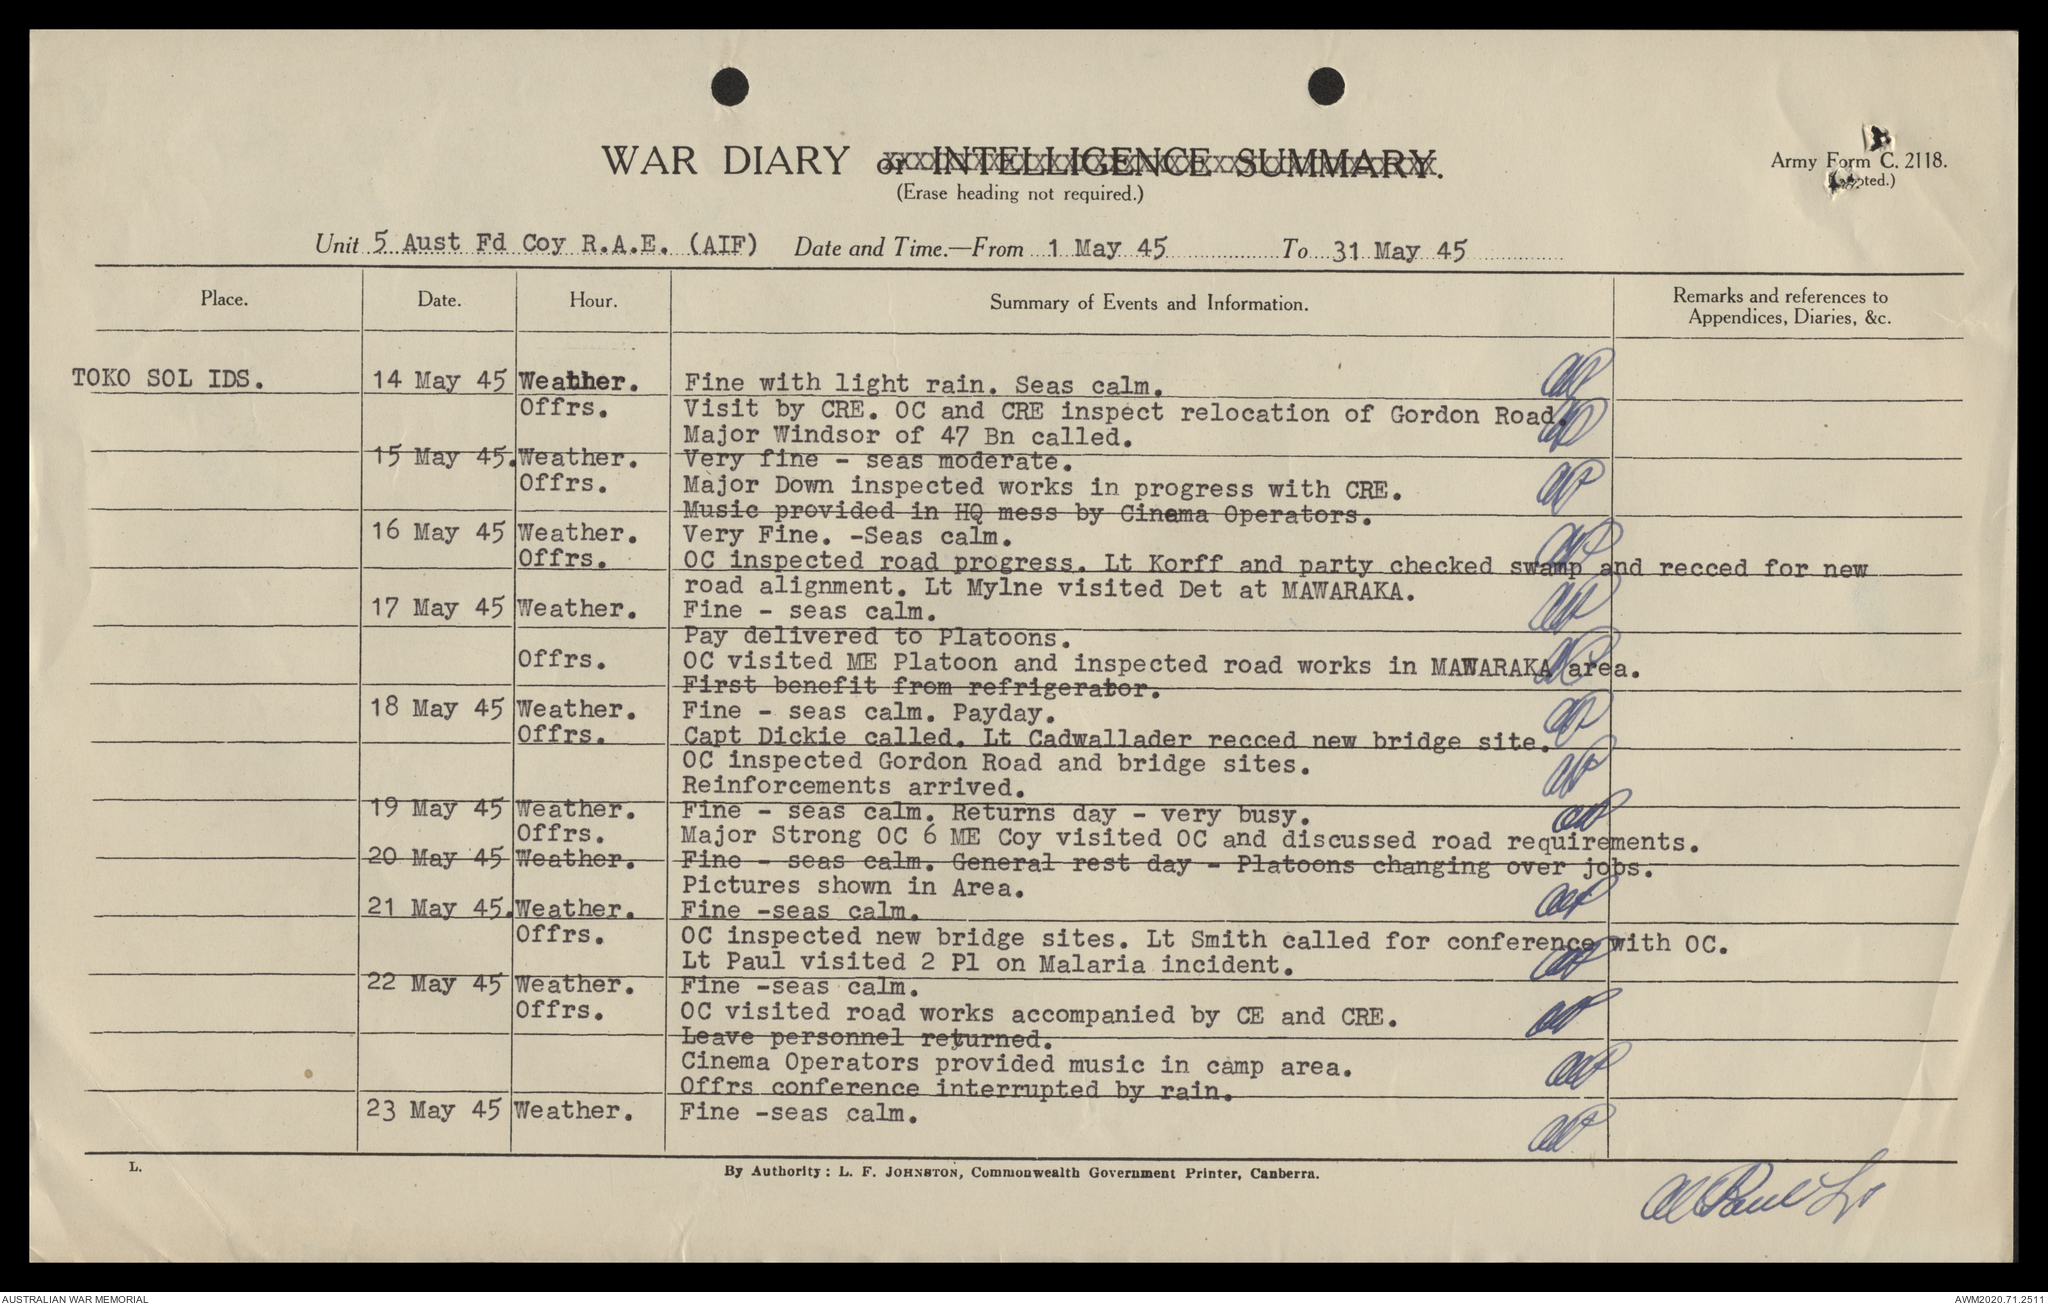 WAR DIARY or INTELLIGENCE SUMMARY.
(Erase heading not required.)
Army Form C. 2118.
Unit 5 Aust Fd Coy R.A.E. (AIF) Date and Time.—From 1 May 45 To 31 May 45
Place. Date. Hour. Summary of Events and Information. Remarks and references to
Appendices, Diaries, &c.
TOKO SOL IDS. 14 May 45 Weather. Fine with light rain. Seas calm.
Offrs. Visit by CRE. OC and CRE inspect relocation of Gordon Road.
Major Windsor of 47 Bn called.
15 May 45. Weather. Very fine - seas moderate.
Offrs. Major Down inspected works in progress with CRE.
Music provided in HQ mess by Cinema Operators.
16 May 45 Weather. Very Fine. -Seas calm.
Offrs. OC inspected road progress. Lt Korff and party checked swamp and recced for new
road alignment. Lt Mylne visited Det at MAWARAKA.
17 May 45 Weather. Fine - seas calm.
Pay delivered to Platoons.
Offrs. OC visited ME Platoon and inspected road works in MAWARAKA area.
First benefit from refrigerator.
18 May 45 Weather. Fine - seas calm. Payday.
Offrs. Capt Dickie called. Lt Cadwallader recced new bridge site.
OC inspected Gordon Road and bridge sites.
Reinforcements arrived.
19 May 45 Weather. Fine - seas calm. Returns day - very busy.
Offrs. Major Strong OC 6 ME Coy visited OC and discussed road requirements.
20 May 45 Weather. Fine - seas calm. General rest day - Platoons changing over jobs.
Pictures shown in Area.
21 May 45. Weather. Fine -seas calm.
Offrs. OC inspected new bridge sites. Lt Smith called for conference with OC.
Lt Paul visited 2 Pl on Malaria incident.
22 May 45 Weather. Fine -seas calm.
Offrs. OC visited road works accompanied by CE and CRE.
Leave personnel returned.
Cinema Operators provided music in camp area.
Offrs conference interrupted by rain.
23 May 45 Weather. Fine -seas calm.
L. By Authority: L. F. JOHNSTON, Commonwealth Government Printer, Canberra.
Paul Lt
AUSTRALIAN WAR MEMORIAL AWM2020.71.2511